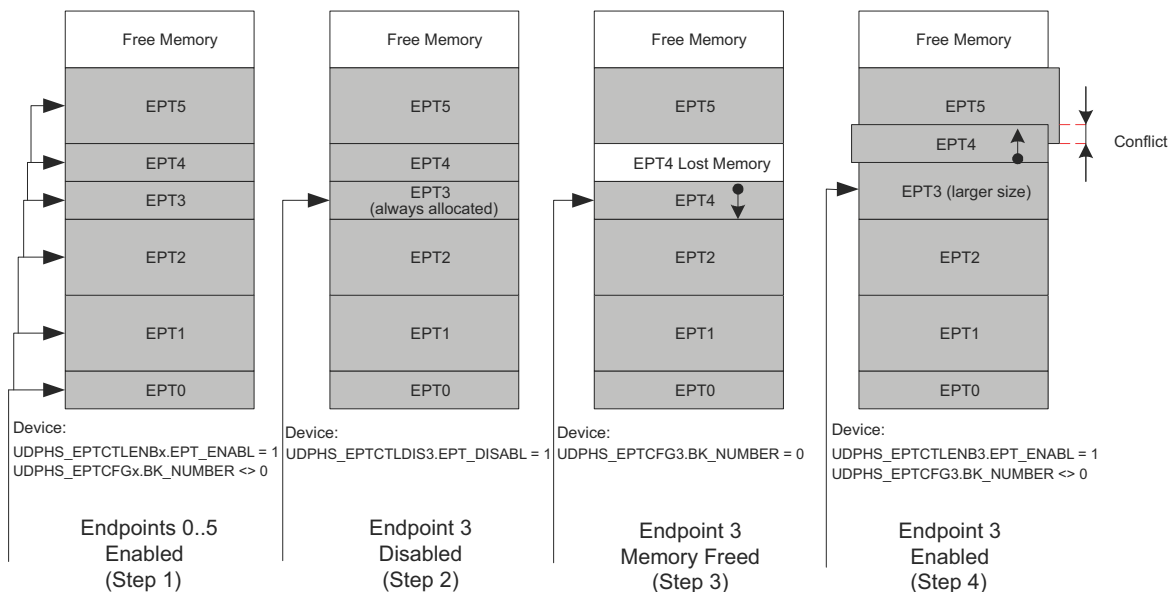 Free Memory
EPT5
EPT4
EPT3
EPT2
EPT1
EPT0
Device:
UDPHS_EPTCTLENBx.EPT_ENABL = 1
UDPHS_EPTCFGx.BK_NUMBER <> 0
Endpoints 0..5
Enabled
(Step 1)
Free Memory
EPT5
EPT4
EPT3
(always allocated)
EPT2
EPT1
EPT0
Device:
UDPHS_EPTCTLDIS3.EPT_DISABL = 1
Endpoint 3
Disabled
(Step 2)
Free Memory
EPT5
EPT4 Lost Memory
EPT4
EPT2
EPT1
EPT0
Device:
UDPHS_EPTCFG3.BK_NUMBER = 0
Endpoint 3
Memory Freed
(Step 3)
Free Memory
EPT5
EPT4
Conflict
EPT3 (larger size)
EPT2
EPT1
EPT0
Device:
UDPHS_EPTCTLENB3.EPT_ENABL = 1
UDPHS_EPTCFG3.BK_NUMBER <> 0
Endpoint 3
Enabled
(Step 4)